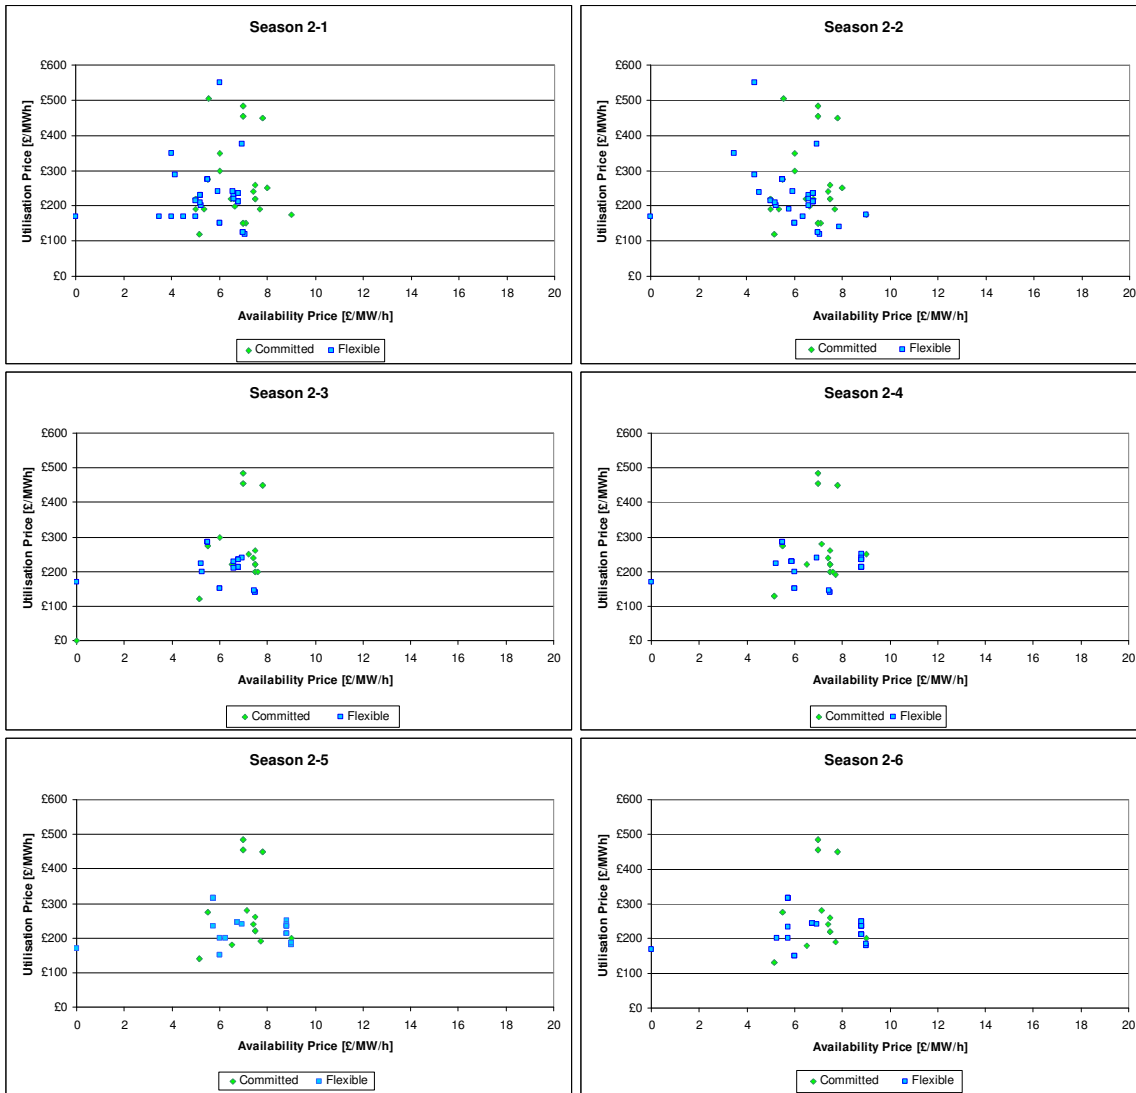 Season 2-1
Utilisation Price [£/MWh]
£600
£500
£400
£300
£200
£100
£0
0 2 4 6 8 10 12 14 16 18 20
Availability Price [£/MW/h]
Committed Flexible
Season 2-2
Utilisation Price [£/MWh]
£600
£500
£400
£300
£200
£100
£0
0 2 4 6 8 10 12 14 16 18 20
Availability Price [£/MW/h]
Committed Flexible
Season 2-3
Utilisation Price [£/MWh]
£600
£500
£400
£300
£200
£100
£0
0 2 4 6 8 10 12 14 16 18 20
Availability Price [£/MW/h]
Committed Flexible
Season 2-4
Utilisation Price [£/MWh]
£600
£500
£400
£300
£200
£100
£0
0 2 4 6 8 10 12 14 16 18 20
Availability Price [£/MW/h]
Committed Flexible
Season 2-5
Utilisation Price [£/MWh]
£600
£500
£400
£300
£200
£100
£0
0 2 4 6 8 10 12 14 16 18 20
Availability Price [£/MW/h]
Committed Flexible
Season 2-6
Utilisation Price [£/MWh]
£600
£500
£400
£300
£200
£100
£0
0 2 4 6 8 10 12 14 16 18 20
Availability Price [£/MW/h]
Committed Flexible